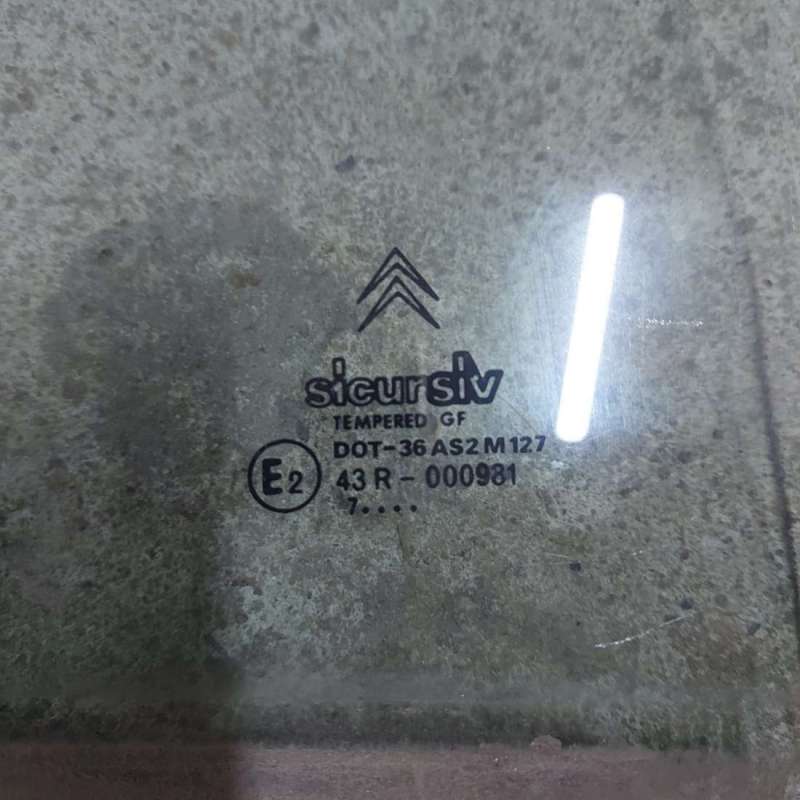 sicursiv
TEMPERED GF
DOT-36 AS2 M127
E2
43 R - 000981
7....